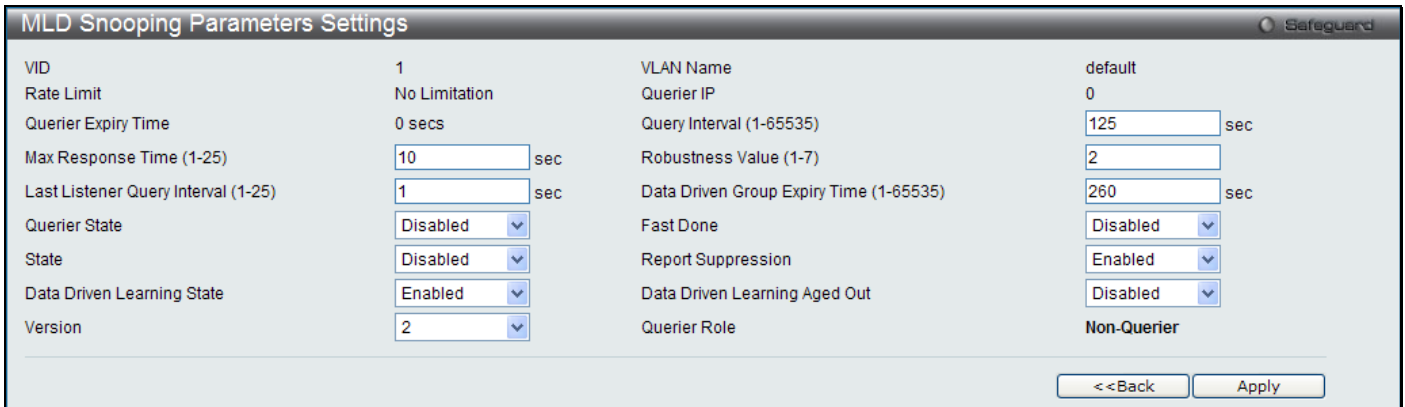 MLD Snooping Parameters Settings Safeguard
VID 1 VLAN Name default
Rate Limit No Limitation Querier IP 0
Querier Expiry Time 0 secs Query Interval (1-65535) 125 sec
Max Response Time (1-25) 10 sec Robustness Value (1-7) 2
Last Listener Query Interval (1-25) 1 sec Data Driven Group Expiry Time (1-65535) 260 sec
Querier State Disabled Fast Done Disabled
State Disabled Report Suppression Enabled
Data Driven Learning State Enabled Data Driven Learning Aged Out Disabled
Version 2 Querier Role Non-Querier
<<Back Apply